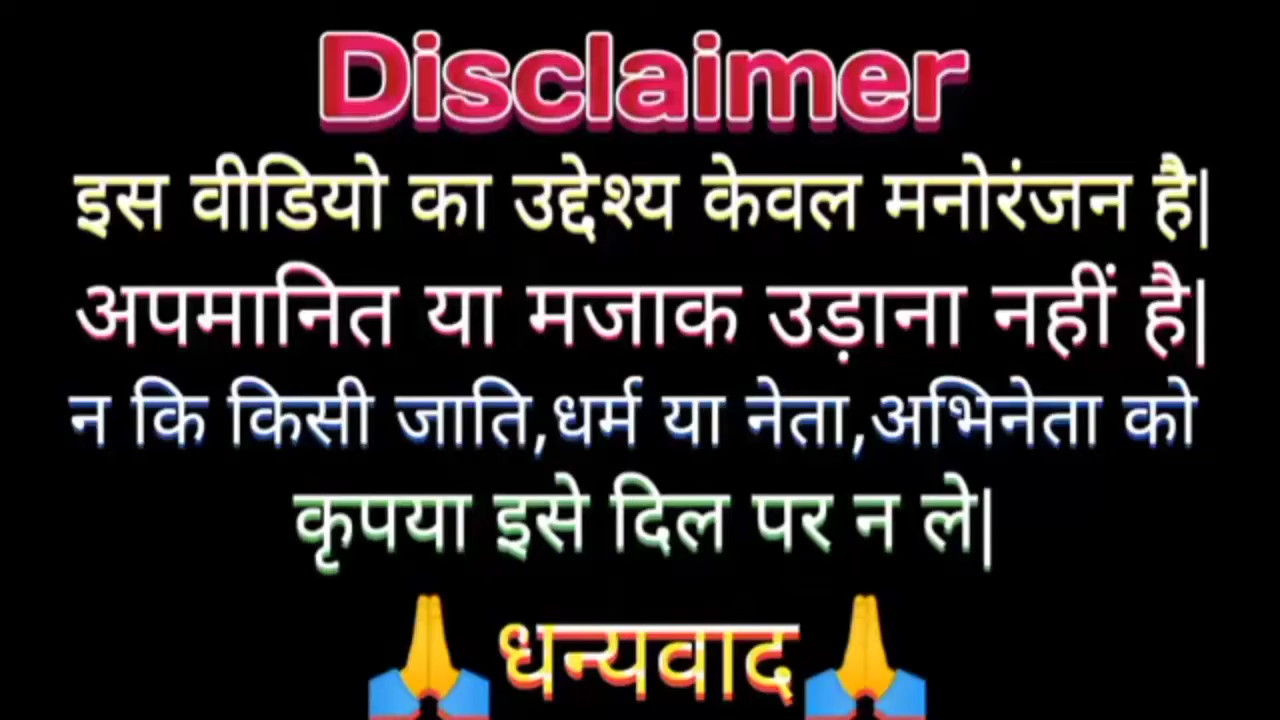 Disclaimer
इस वीडियो का उद्देश्य केवल मनोरंजन है|
अपमानित या मजाक उड़ाना नहीं है|
न कि किसी जाति,धर्म या नेता,अभिनेता को
कृपया इसे दिल पर न ले|
🙏धन्यवाद🙏